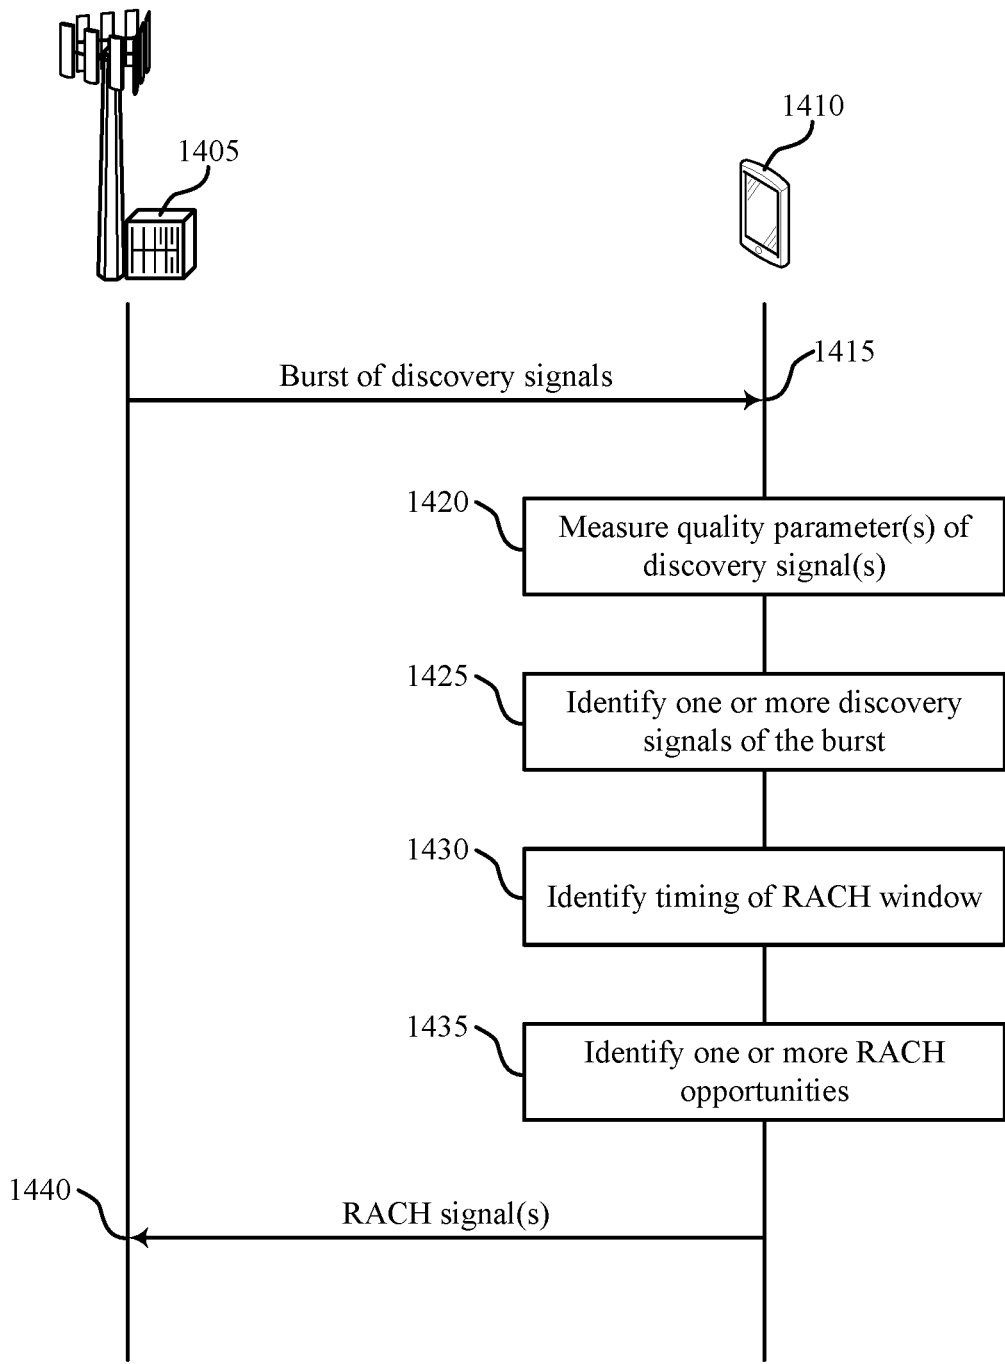 1410
1405
1415
Burst of discovery signals
1420
Measure quality parameter(s) of
discovery signal(s)
1425
Identify one or more discovery
signals of the burst
1430
Identify timing of RACH window
1435
Identify one or more RACH
opportunities
1440
RACH signal(s)